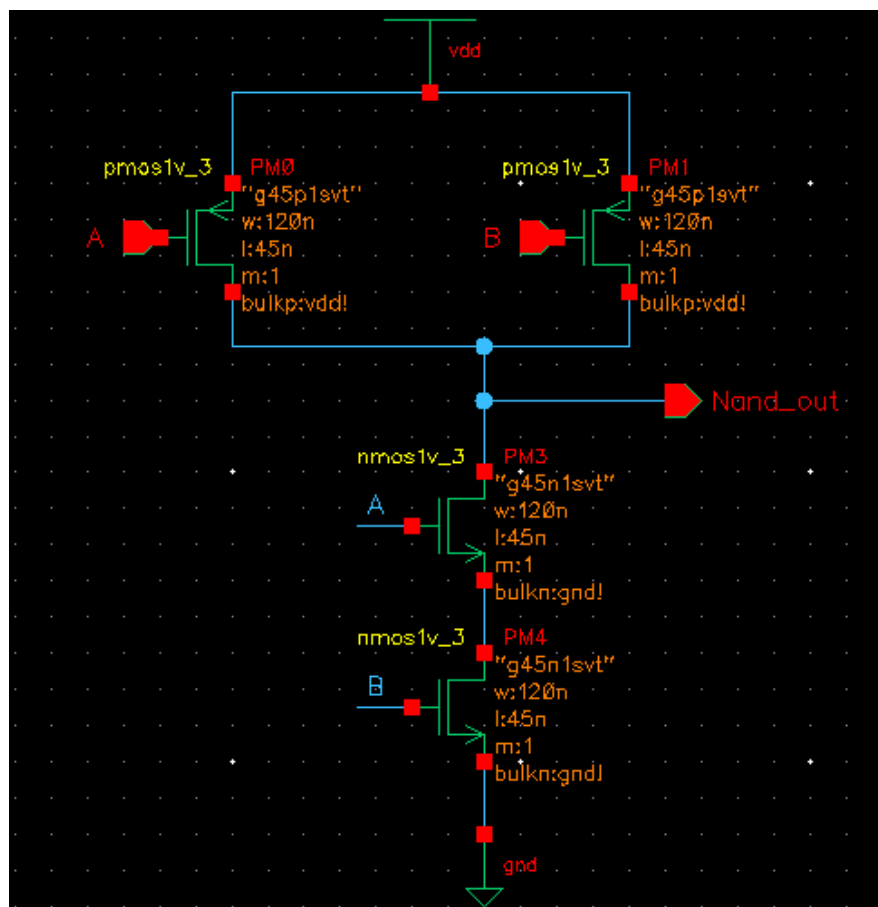 vdd
pmos1v_3 PM0
"g45p1svt"
w:120n
l:45n
m:1
bulkp:vdd!
A
pmos1v_3 PM1
"g45p1svt"
w:120n
l:45n
m:1
bulkp:vdd!
B
Nand_out
nmos1v_3 PM3
"g45n1svt"
w:120n
l:45n
m:1
bulkn:gnd!
A
nmos1v_3 PM4
"g45n1svt"
w:120n
l:45n
m:1
bulkn:gnd!
B
gnd